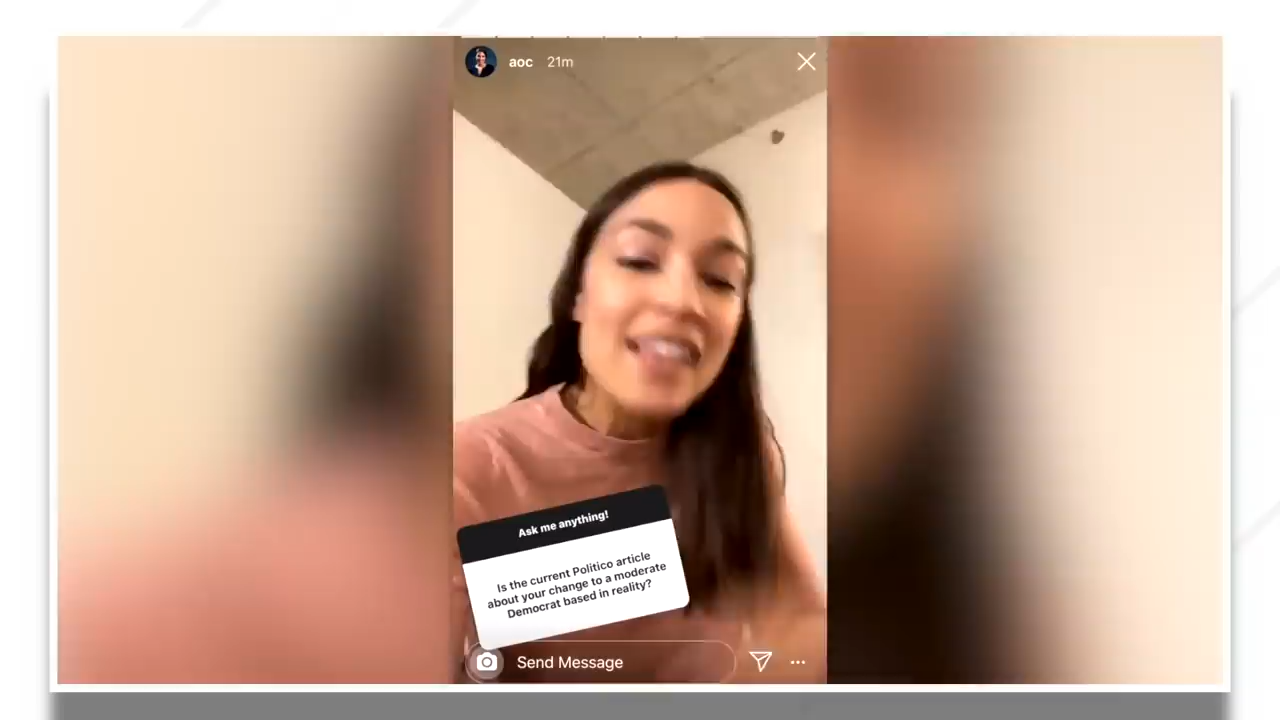 aoc 21m
Ask me anything!
Is the current Politico article
about your change to a moderate
Democrat based in reality?
Send Message